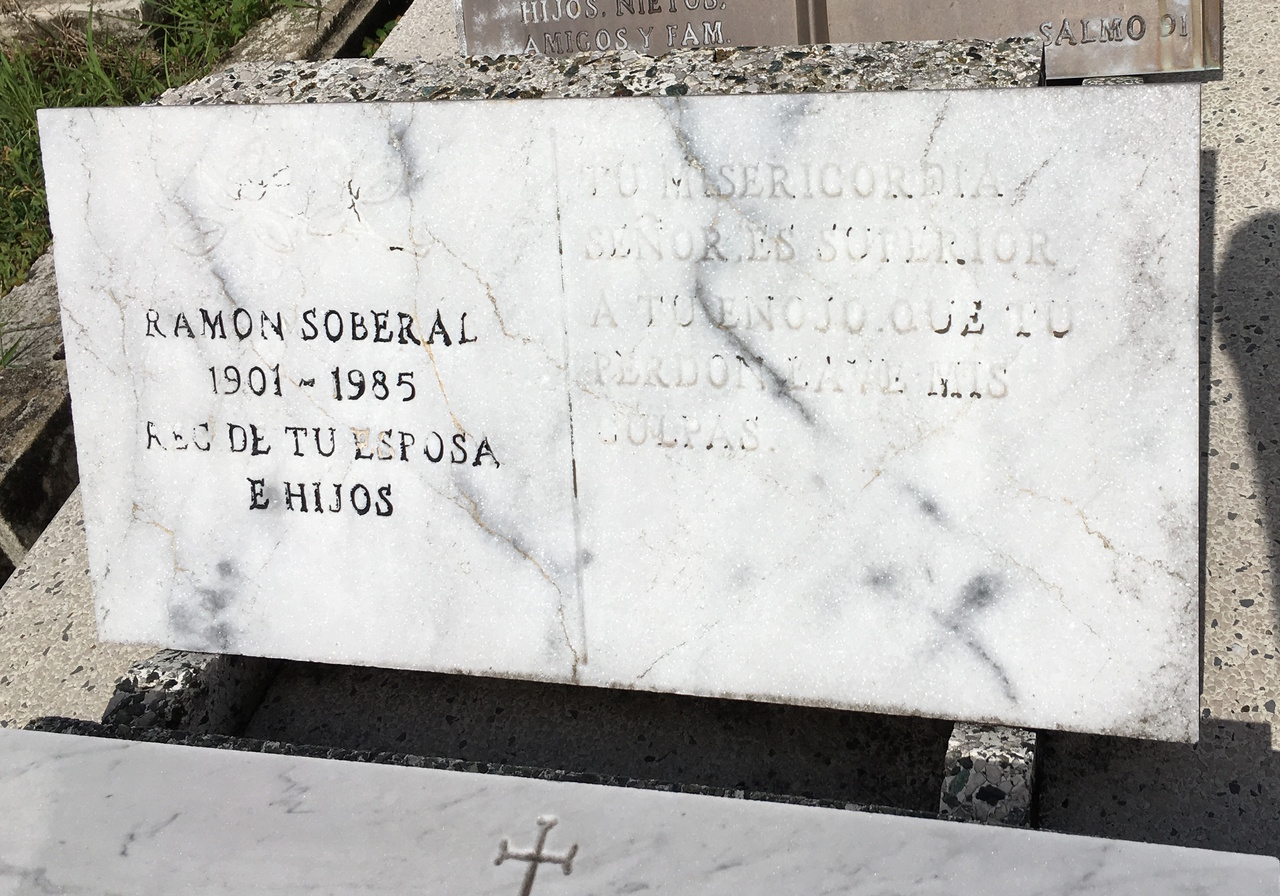 HIJOS, NIETOS,
AMIGOS Y FAM.
SALMO 91
RAMON SOBERAL
1901 - 1985
REC DE TU ESPOSA
E HIJOS
TU MISERICORDIA
SEÑOR, ES SUPERIOR
A TU ENOJO QUE TU
PERDON LAVE MIS
CULPAS.